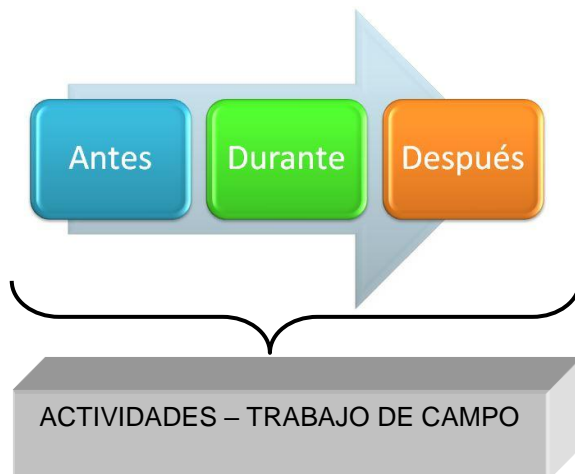 Antes
Durante
Después
ACTIVIDADES – TRABAJO DE CAMPO